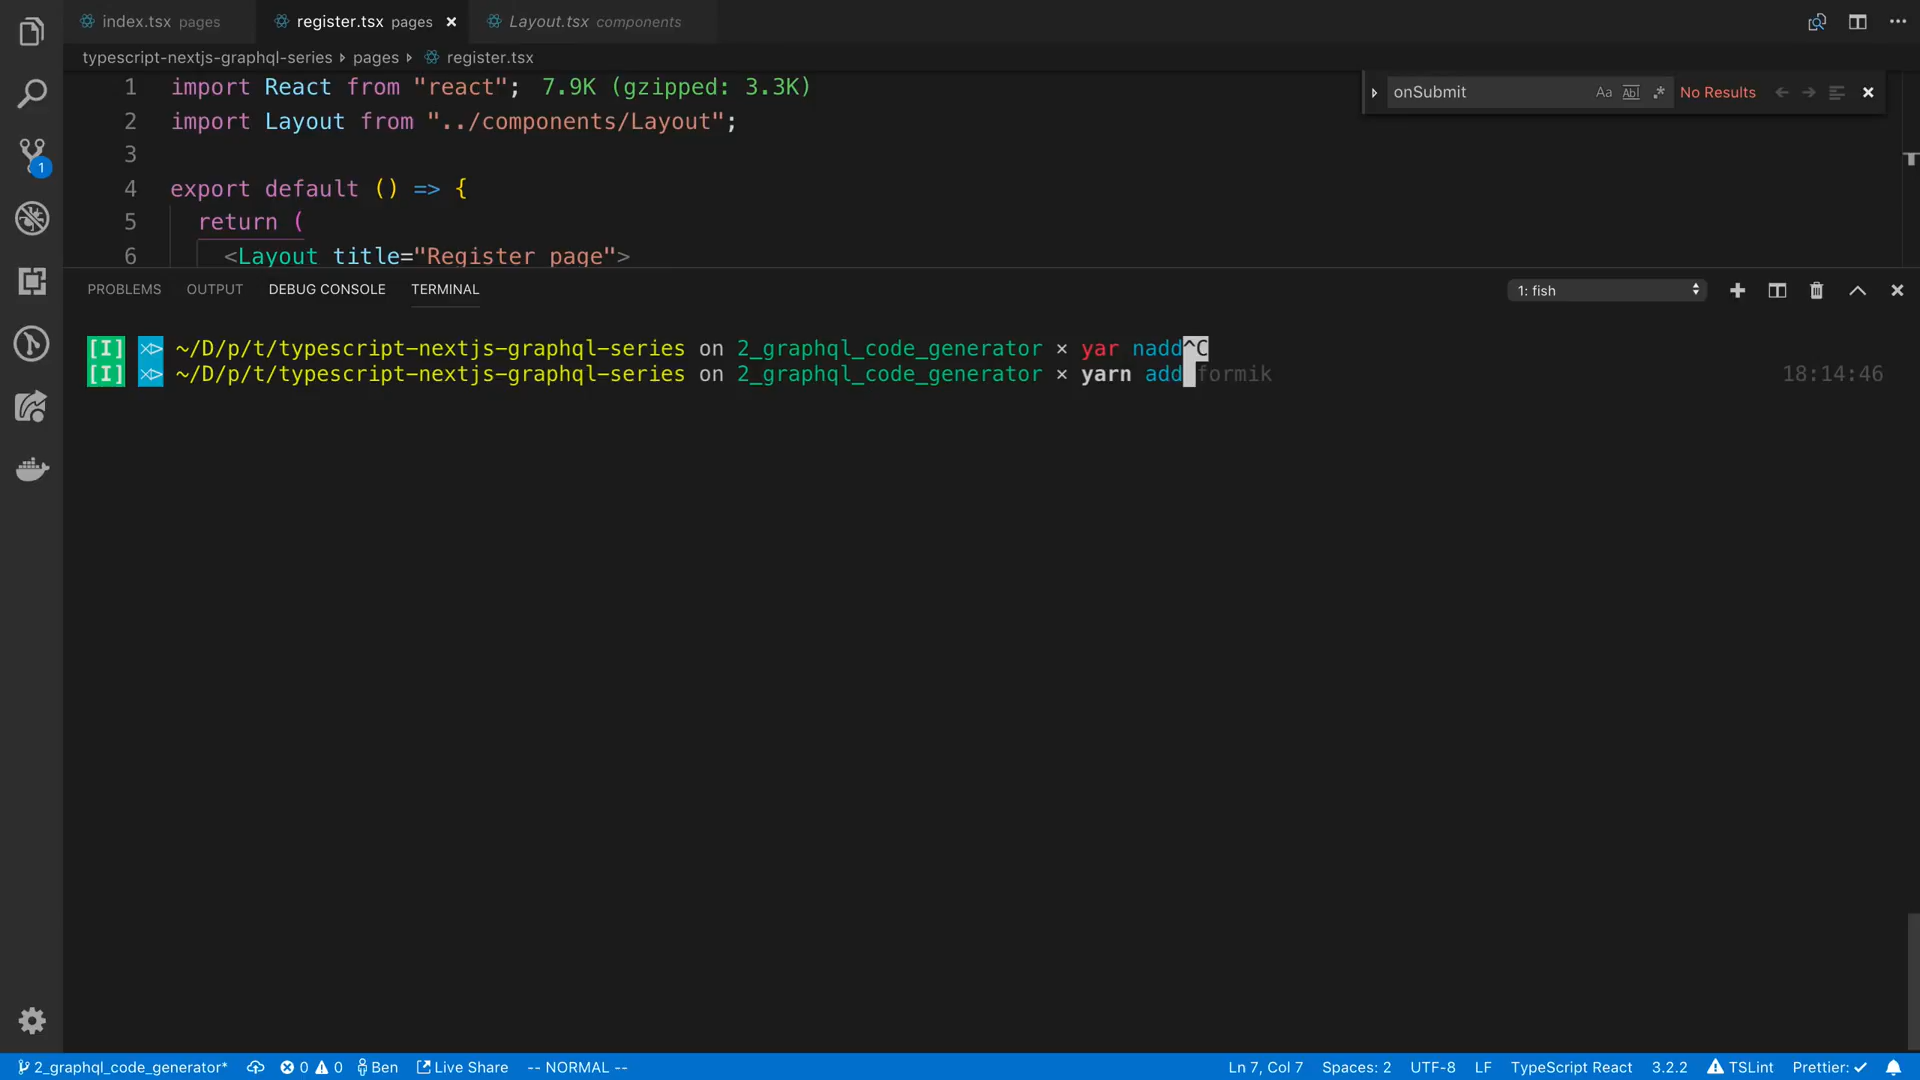 index.tsx pages
register.tsx pages
Layout.tsx components
typescript-nextjs-graphql-series pages register.tsx
1 import React from "react"; 7.9K (gzipped: 3.3K)
2 import Layout from "../components/Layout";
3
4 export default () => {
5 return (
6 <Layout title="Register page">
onSubmit Aa Abl .* No Results
PROBLEMS OUTPUT DEBUG CONSOLE TERMINAL 1: fish
[I] ~/D/p/t/typescript-nextjs-graphql-series on 2_graphql_code_generator × yar nadd^C
[I] ~/D/p/t/typescript-nextjs-graphql-series on 2_graphql_code_generator × yarn add formik 18:14:46
1
2_graphql_code_generator* 0 0 Ben Live Share -- NORMAL -- Ln 7, Col 7 Spaces: 2 UTF-8 LF TypeScript React 3.2.2 TSLint Prettier: ✓